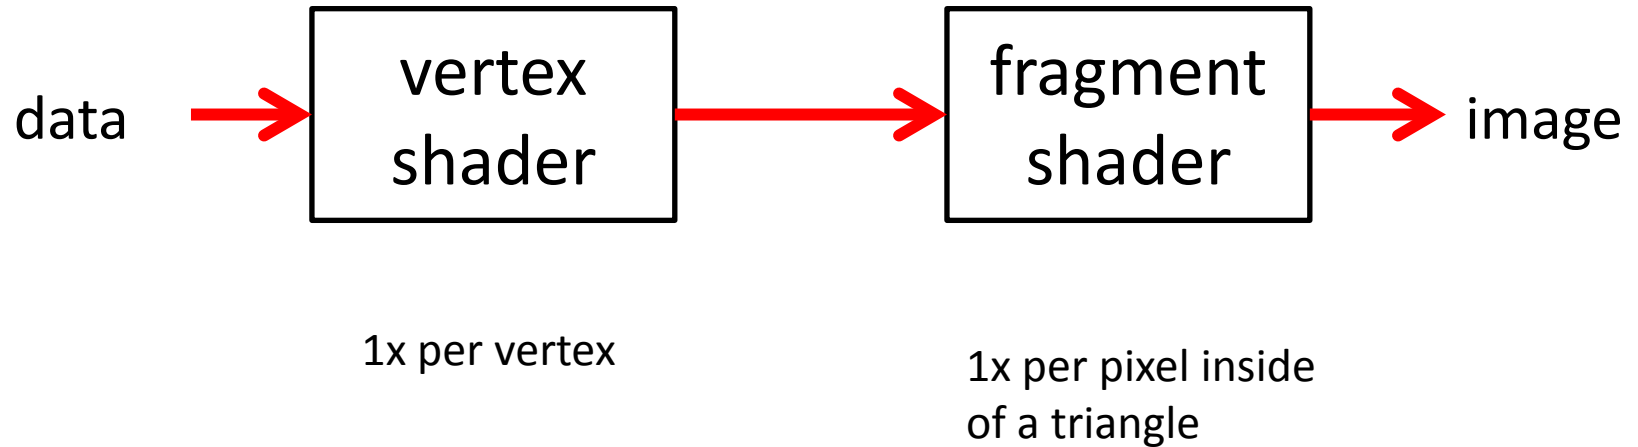 data
vertex
shader
fragment
shader
image
1x per vertex
1x per pixel inside
of a triangle